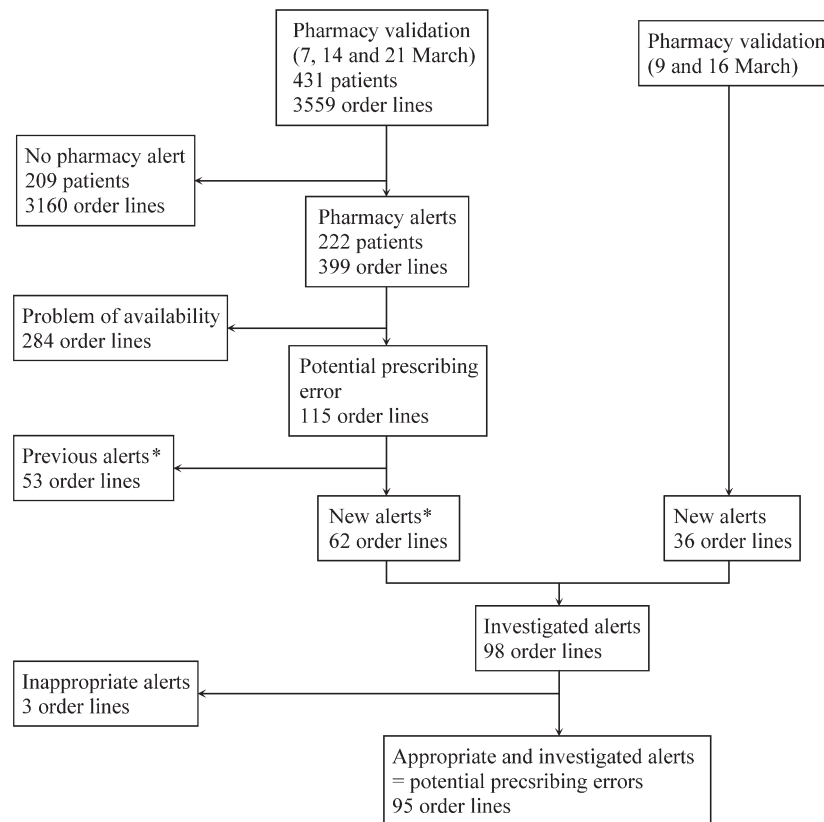 Pharmacy validation
(7, 14 and 21 March)
431 patients
3559 order lines
Pharmacy validation
(9 and 16 March)
No pharmacy alert
209 patients
3160 order lines
Pharmacy alerts
222 patients
399 order lines
Problem of availability
284 order lines
Potential prescribing
error
115 order lines
Previous alerts*
53 order lines
New alerts*
62 order lines
New alerts
36 order lines
Investigated alerts
98 order lines
Inappropriate alerts
3 order lines
Appropriate and investigated alerts
= potential precsribing errors
95 order lines